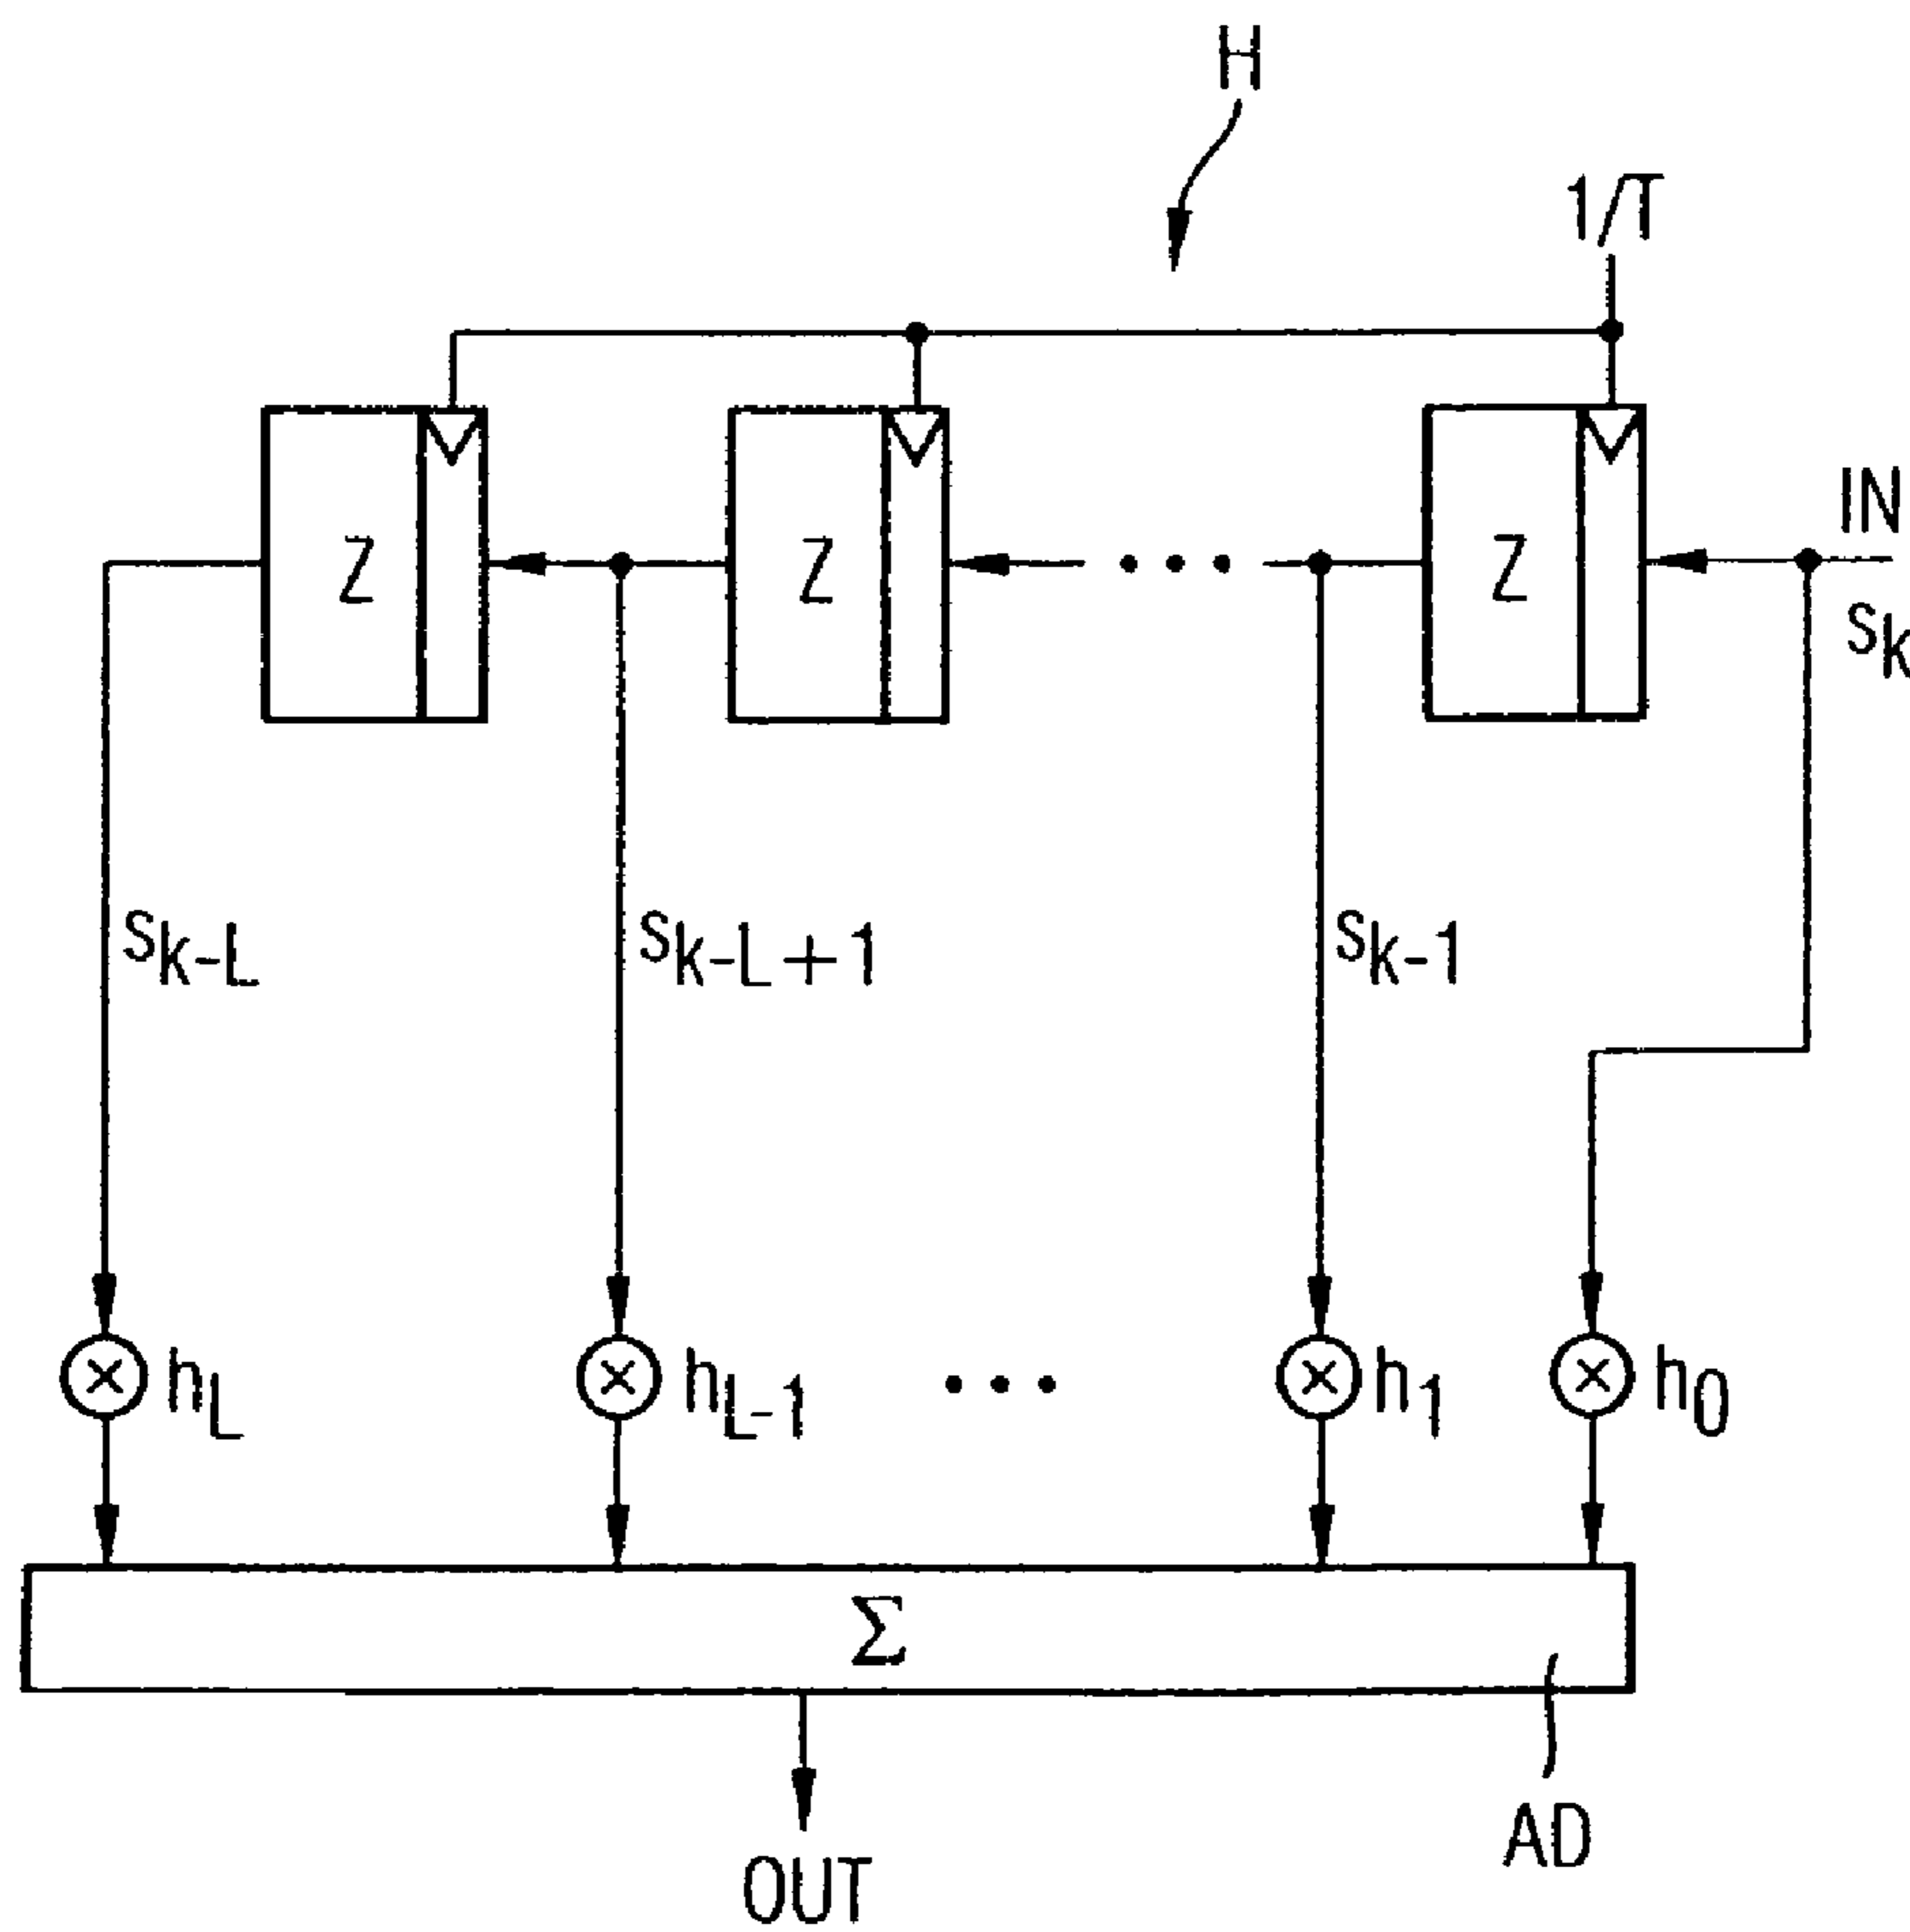 H
1/T
IN
Z Z • • • Z
sk
sk-L sk-L+1 sk-1
hL hL-1 • • • h1 h0
Σ
AD
OUT